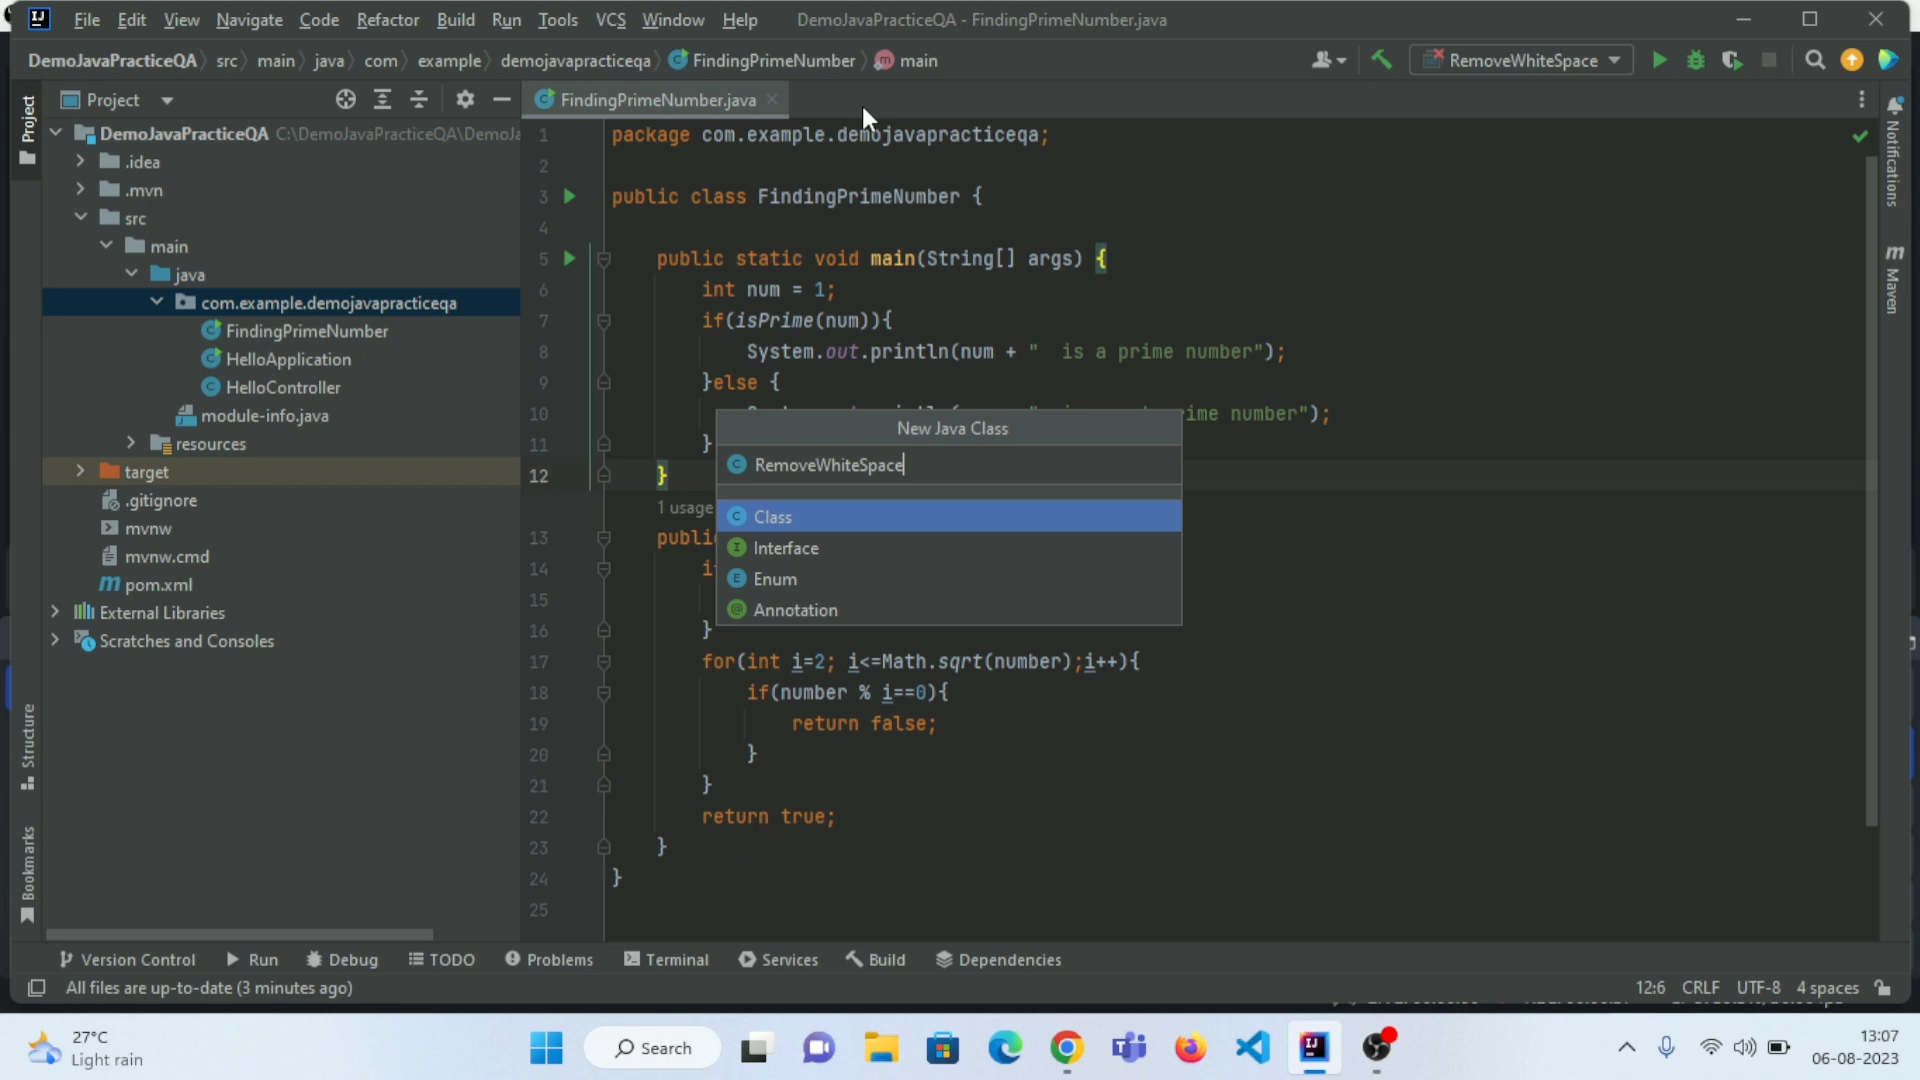 File Edit View Navigate Code Refactor Build Run Tools VCS Window Help DemoJavaPracticeQA - FindingPrimeNumber.java
DemoJavaPracticeQA src main java com example demojavapracticeqa FindingPrimeNumber main RemoveWhiteSpace
Project FindingPrimeNumber.java
DemoJavaPracticeQA C:\DemoJavaPracticeQA\DemoJa
.idea
.mvn
src
main
java
com.example.demojavapracticeqa
FindingPrimeNumber
HelloApplication
HelloController
module-info.java
resources
target
.gitignore
mvnw
mvnw.cmd
pom.xml
External Libraries
Scratches and Consoles
Project
Structure
Bookmarks
1 package com.example.demojavapracticeqa;
2
3 public class FindingPrimeNumber {
4
5 public static void main(String[] args) {
6 int num = 1;
7 if(isPrime(num)){
8 System.out.println(num + "  is a prime number");
9 }else {
10 ime number");
11 }
12 }
1 usage
13 public
14 i
15
16 }
17 for(int i=2; i<=Math.sqrt(number);i++){
18 if(number % i==0){
19 return false;
20 }
21 }
22 return true;
23 }
24 }
25
New Java Class
RemoveWhiteSpace
Class
Interface
Enum
Annotation
Notifications
Maven
Version Control Run Debug TODO Problems Terminal Services Build Dependencies
All files are up-to-date (3 minutes ago) 12:6 CRLF UTF-8 4 spaces
27°C
Light rain
Search
13:07
06-08-2023